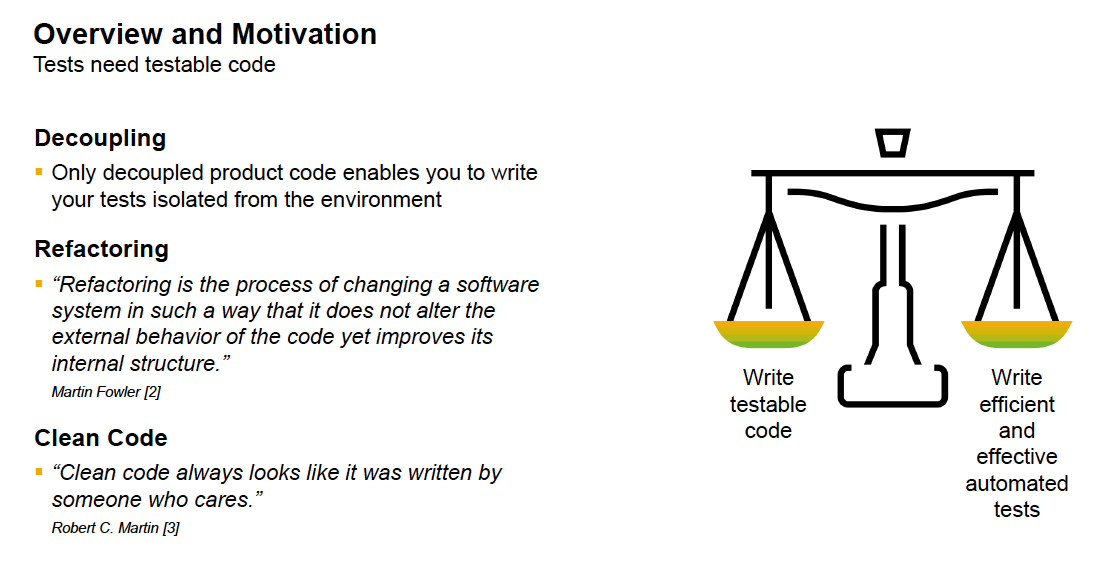 Overview and Motivation
Tests need testable code
Decoupling
▪ Only decoupled product code enables you to write
your tests isolated from the environment
Refactoring
▪ “Refactoring is the process of changing a software
system in such a way that it does not alter the
external behavior of the code yet improves its
internal structure.”
Martin Fowler [2]
Clean Code
▪ “Clean code always looks like it was written by
someone who cares.”
Robert C. Martin [3]
Write
testable
code
Write
efficient
and
effective
automated
tests